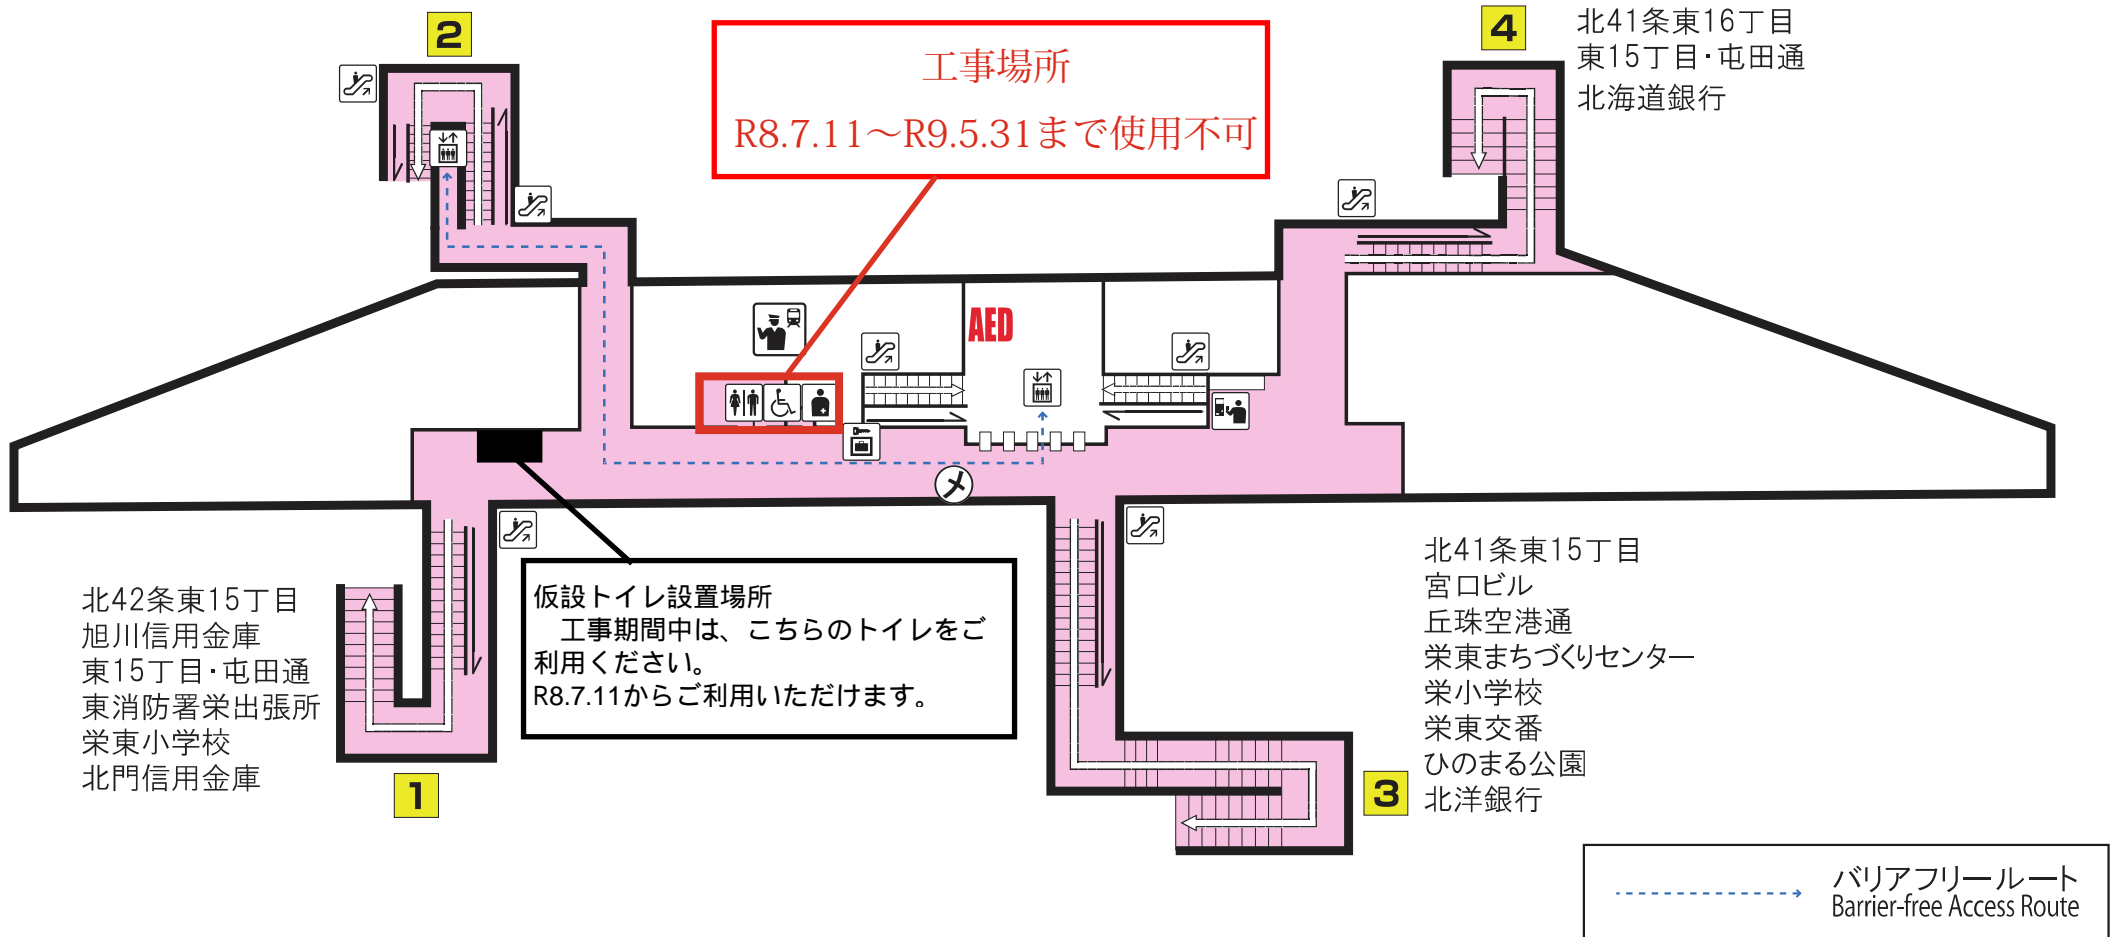 2
工事場所
R8.7.11～R9.5.31まで使用不可
4
北41条東16丁目
東15丁目･屯田通
北海道銀行
AED
メ
仮設トイレ設置場所
　工事期間中は、こちらのトイレをご
利用ください。
R8.7.11からご利用いただけます。
北42条東15丁目
旭川信用金庫
東15丁目･屯田通
東消防署栄出張所
栄東小学校
北門信用金庫
1
北41条東15丁目
宮口ビル
丘珠空港通
栄東まちづくりセンター
栄小学校
栄東交番
ひのまる公園
北洋銀行
3
バリアフリールート
Barrier-free Access Route